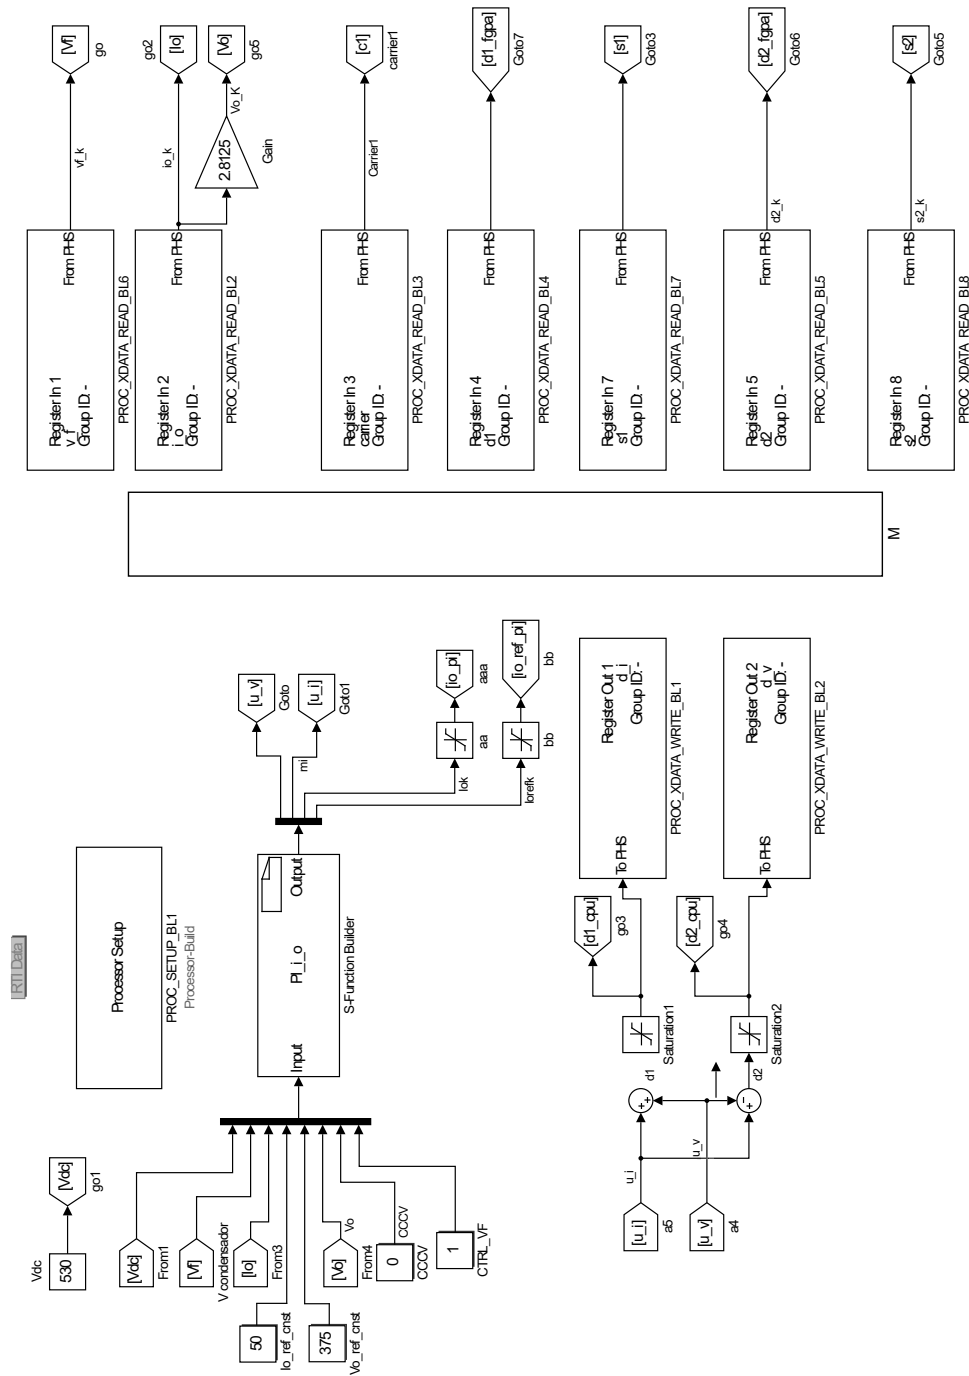 RTI Data
Processor Setup
PROC_SETUP_BL1
Processor-Build
Vdc
530
[Vdc]
go1
[Vdc]
From1
[Vf]
V condensador
[Io]
From3
50
Io_ref_cnst
375
Vo_ref_cnst
[Vo]
From4
Vo
0
CCCV
CCCV
1
CTRL_VF
Input
PI_i_o
Output
S-Function Builder
[u_v]
Goto
mi
[u_i]
Goto1
Iok
aa
[io_pi]
aaa
Iorefk
bb
[io_ref_pi]
bb
[u_i]
a5
u_i
[u_v]
a4
u_v
+
+
d1
+
-
d2
Saturation1
[d1_cpu]
go3
Saturation2
[d2_cpu]
go4
To PHS
Register Out 1
d_i
Group ID: -
PROC_XDATA_WRITE_BL1
To PHS
Register Out 2
d_v
Group ID: -
PROC_XDATA_WRITE_BL2
M
Register In 1
v_f
Group ID: -
From PHS
PROC_XDATA_READ_BL6
vf_k
[Vf]
go
Register In 2
i_o
Group ID: -
From PHS
PROC_XDATA_READ_BL2
io_k
[Io]
go2
2.8125
Gain
Vo_K
[Vo]
go5
Register In 3
carrier
Group ID: -
From PHS
PROC_XDATA_READ_BL3
Carrier1
[c1]
carrier1
Register In 4
d1
Group ID: -
From PHS
PROC_XDATA_READ_BL4
[d1_fgpa]
Goto7
Register In 7
s1
Group ID: -
From PHS
PROC_XDATA_READ_BL7
[s1]
Goto3
Register In 5
d2
Group ID: -
From PHS
PROC_XDATA_READ_BL5
d2_k
[d2_fgpa]
Goto6
Register In 8
s2
Group ID: -
From PHS
PROC_XDATA_READ_BL8
s2_k
[s2]
Goto5